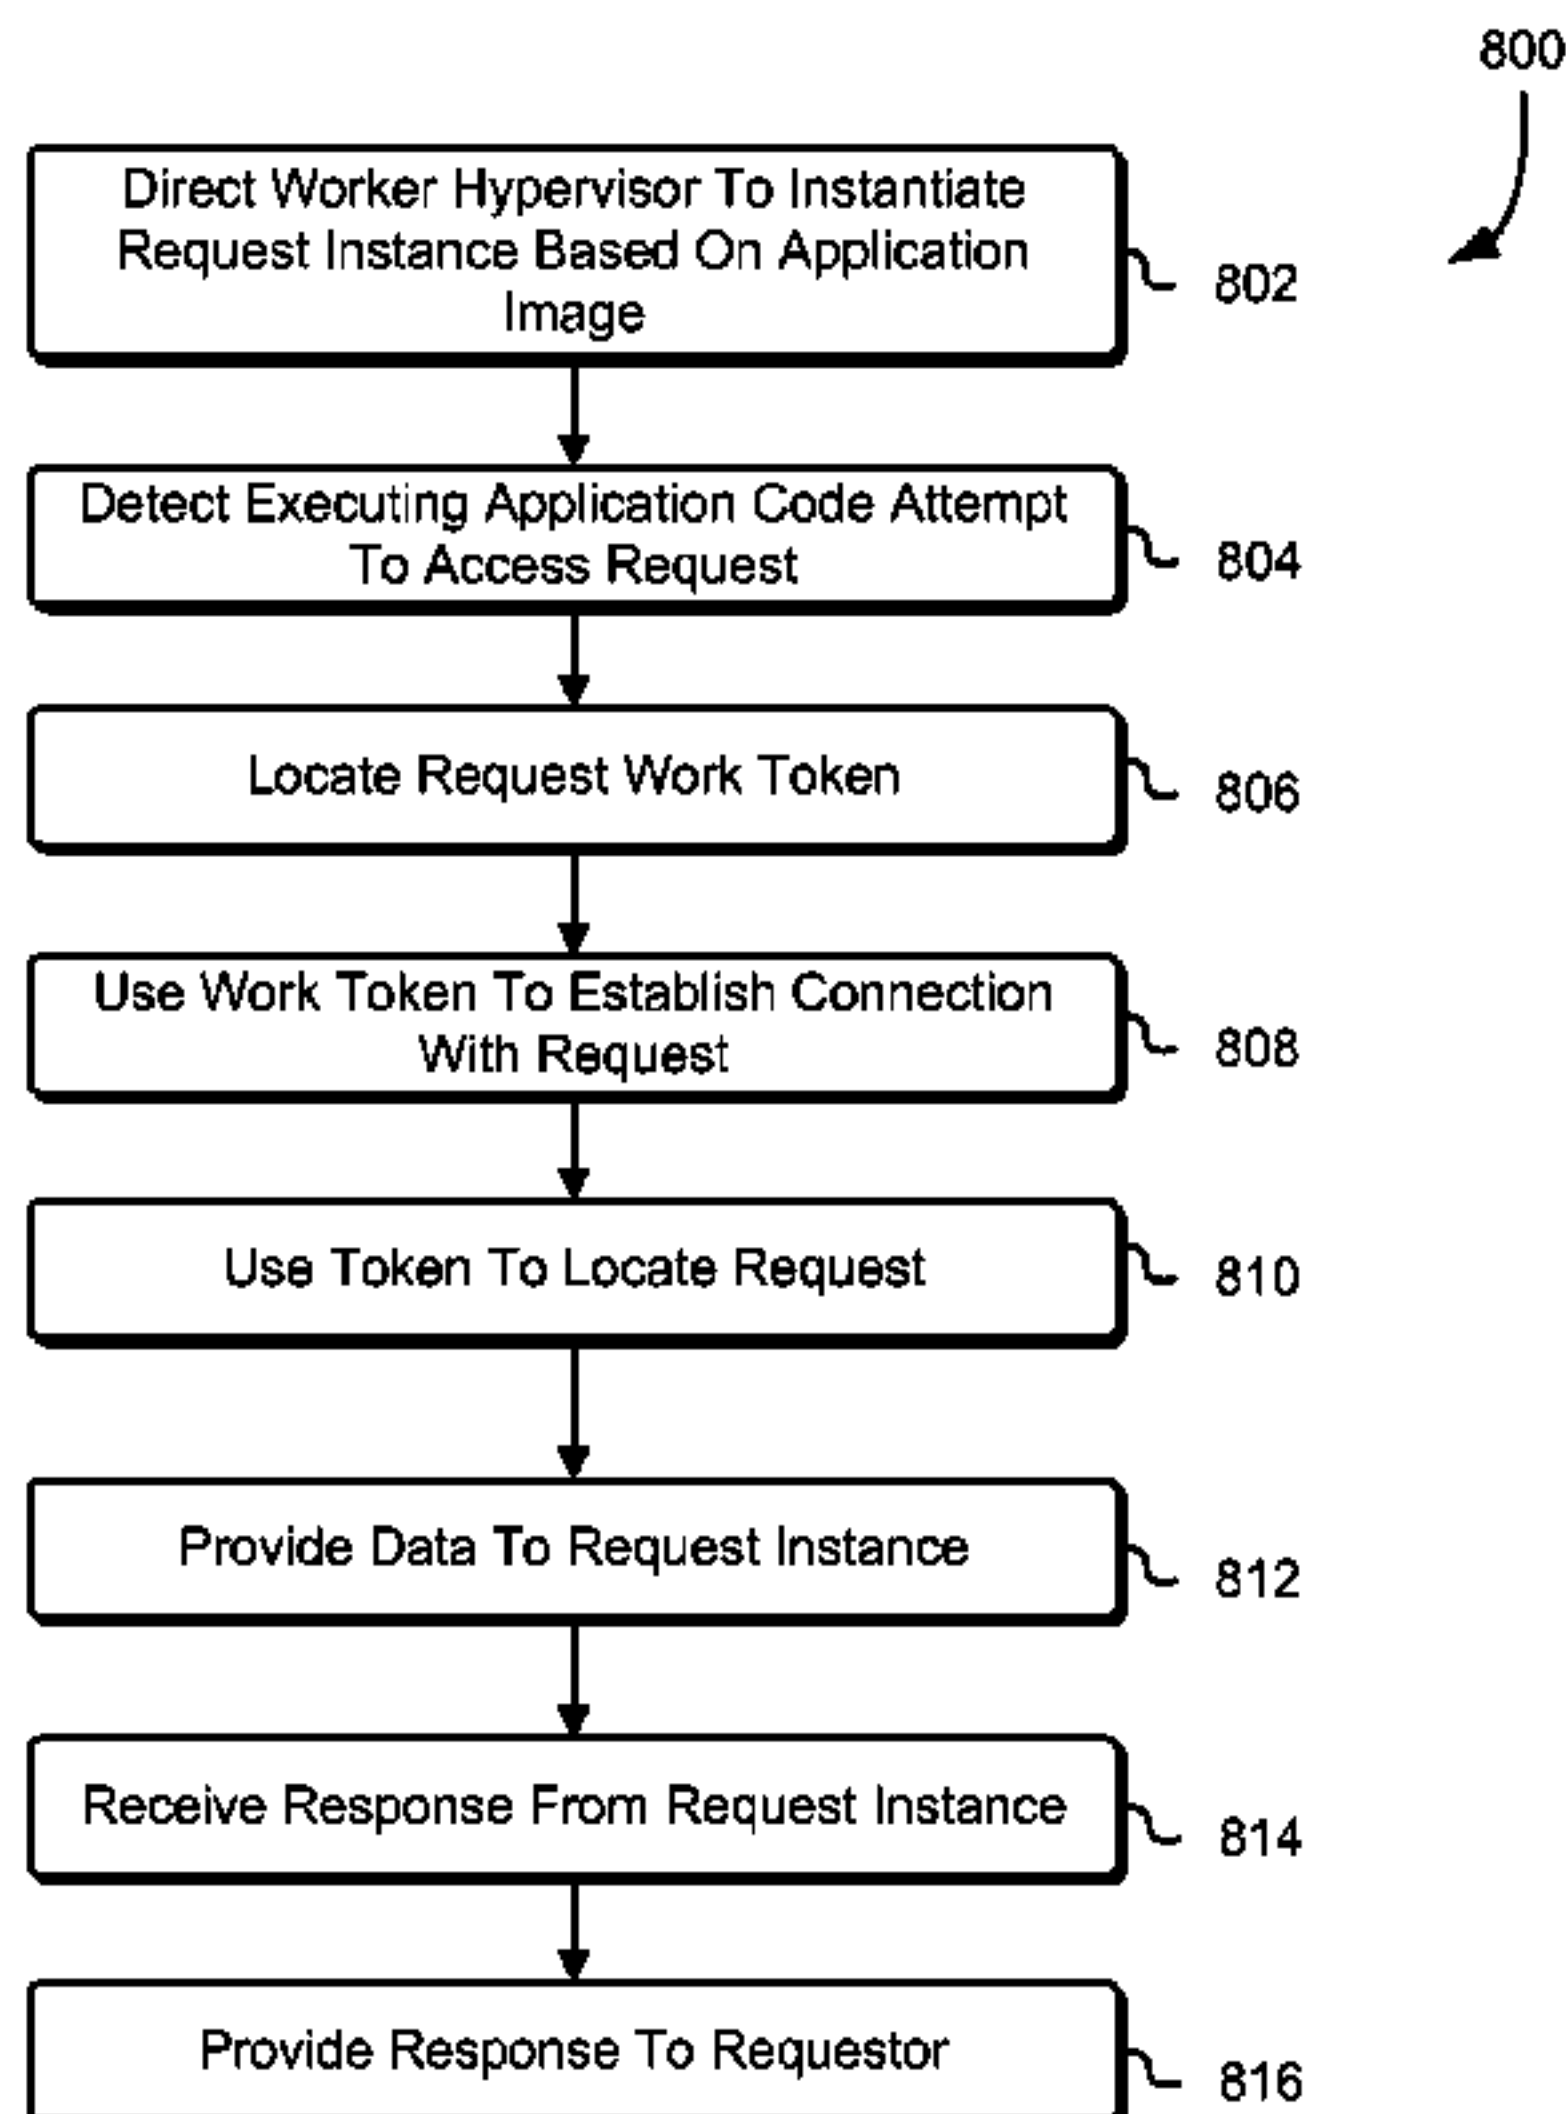 800
Direct Worker Hypervisor To Instantiate
Request Instance Based On Application
Image
802
Detect Executing Application Code Attempt
To Access Request
804
Locate Request Work Token
806
Use Work Token To Establish Connection
With Request
808
Use Token To Locate Request
810
Provide Data To Request Instance
812
Receive Response From Request Instance
814
Provide Response To Requestor
816